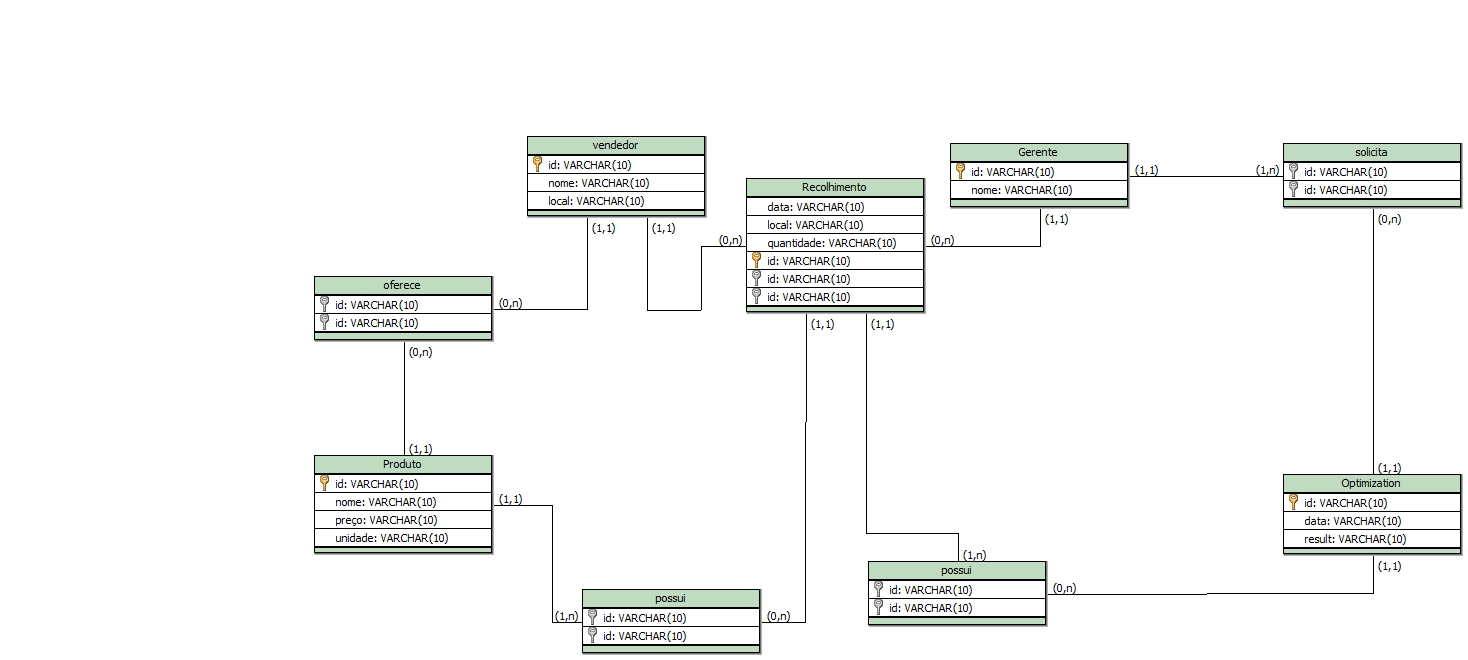 vendedor
id: VARCHAR(10)
nome: VARCHAR(10)
local: VARCHAR(10)
(1,1)
(1,1)
Recolhimento
data: VARCHAR(10)
local: VARCHAR(10)
quantidade: VARCHAR(10)
id: VARCHAR(10)
id: VARCHAR(10)
id: VARCHAR(10)
(0,n)
(0,n)
(1,1)
(1,1)
Gerente
id: VARCHAR(10)
nome: VARCHAR(10)
(1,1)
(1,1)
(1,n)
solicita
id: VARCHAR(10)
id: VARCHAR(10)
(0,n)
oferece
id: VARCHAR(10)
id: VARCHAR(10)
(0,n)
(0,n)
(1,1)
Produto
id: VARCHAR(10)
nome: VARCHAR(10)
preço: VARCHAR(10)
unidade: VARCHAR(10)
(1,1)
(1,1)
Optimization
id: VARCHAR(10)
data: VARCHAR(10)
result: VARCHAR(10)
(1,1)
(1,n)
possui
id: VARCHAR(10)
id: VARCHAR(10)
(0,n)
(1,n)
possui
id: VARCHAR(10)
id: VARCHAR(10)
(0,n)